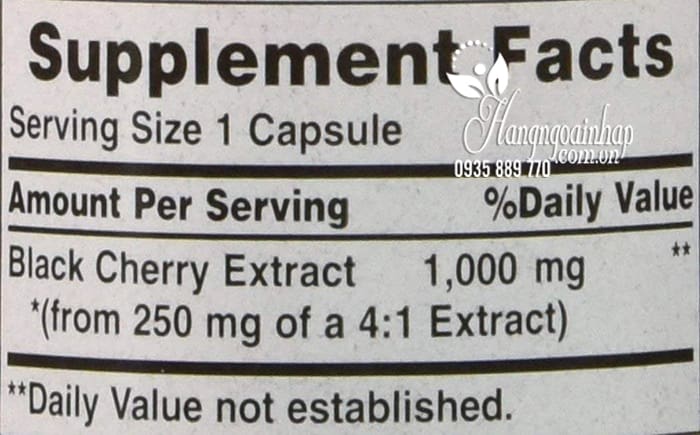 Supplement Facts
Serving Size 1 Capsule
Hangngoainhap
.com.vn
0935 889 770
Amount Per Serving %Daily Value
Black Cherry Extract 1,000 mg **
*(from 250 mg of a 4:1 Extract)
**Daily Value not established.